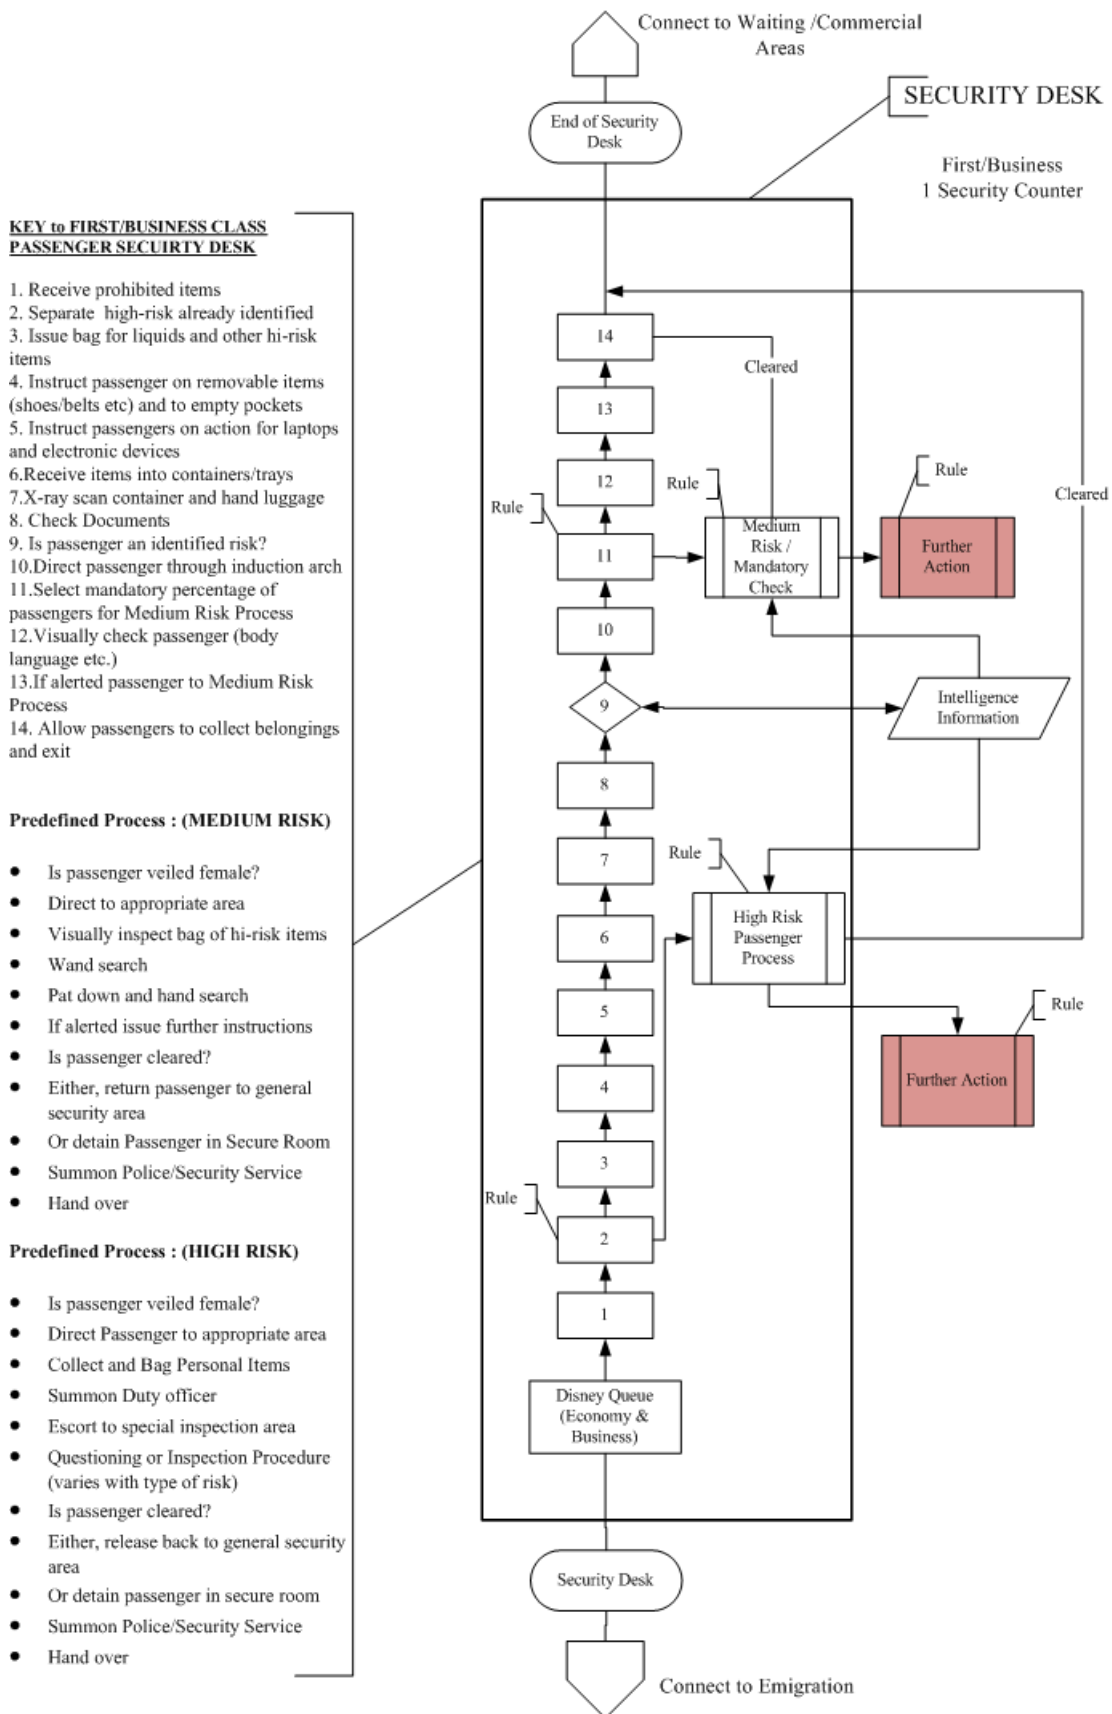 Connect to Waiting /Commercial
Areas
End of Security
Desk
SECURITY DESK
First/Business
1 Security Counter
KEY to FIRST/BUSINESS CLASS
PASSENGER SECUIRTY DESK
1. Receive prohibited items
2. Separate high-risk already identified
3. Issue bag for liquids and other hi-risk
items
4. Instruct passenger on removable items
(shoes/belts etc) and to empty pockets
5. Instruct passengers on action for laptops
and electronic devices
6.Receive items into containers/trays
7.X-ray scan container and hand luggage
8. Check Documents
9. Is passenger an identified risk?
10.Direct passenger through induction arch
11.Select mandatory percentage of
passengers for Medium Risk Process
12.Visually check passenger (body
language etc.)
13.If alerted passenger to Medium Risk
Process
14. Allow passengers to collect belongings
and exit
Predefined Process : (MEDIUM RISK)
● Is passenger veiled female?
● Direct to appropriate area
● Visually inspect bag of hi-risk items
● Wand search
● Pat down and hand search
● If alerted issue further instructions
● Is passenger cleared?
● Either, return passenger to general
security area
● Or detain Passenger in Secure Room
● Summon Police/Security Service
● Hand over
Predefined Process : (HIGH RISK)
● Is passenger veiled female?
● Direct Passenger to appropriate area
● Collect and Bag Personal Items
● Summon Duty officer
● Escort to special inspection area
● Questioning or Inspection Procedure
(varies with type of risk)
● Is passenger cleared?
● Either, release back to general security
area
● Or detain passenger in secure room
● Summon Police/Security Service
● Hand over
14
Cleared
13
12
Rule
Rule
Rule
Cleared
11
Medium
Risk /
Mandatory
Check
Further
Action
10
9
Intelligence
Information
8
7
Rule
6
High Risk
Passenger
Process
5
Rule
Further Action
4
3
Rule
2
1
Disney Queue
(Economy &
Business)
Security Desk
Connect to Emigration